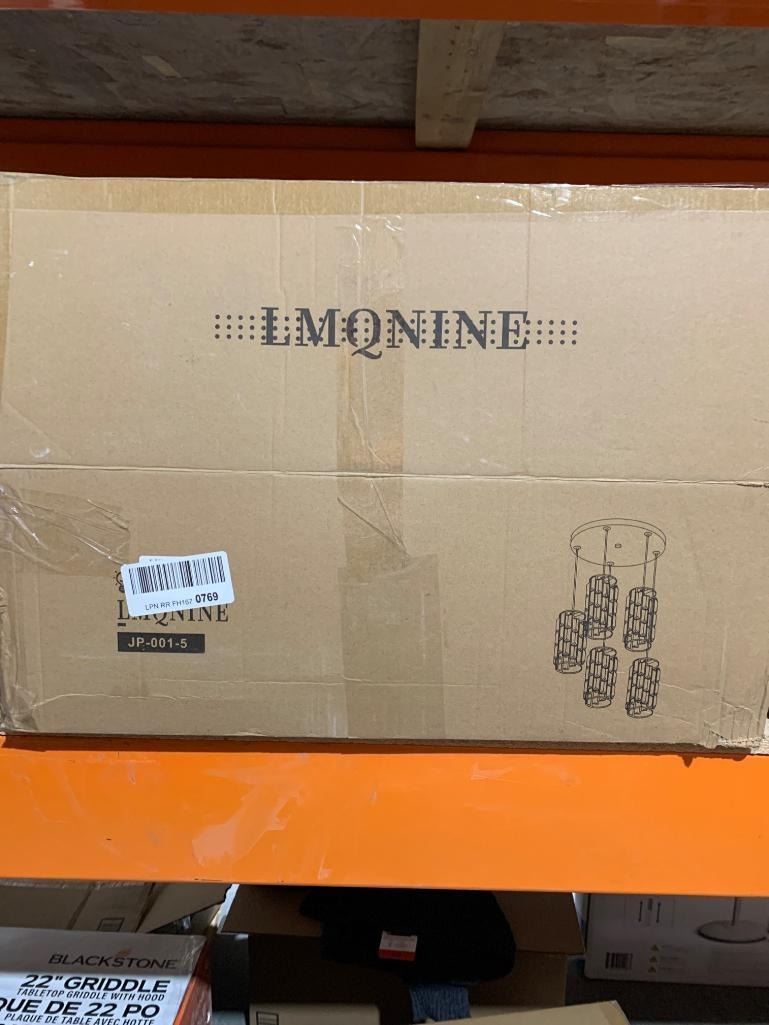 LMQNINE
LPN RR FH167 0769
LMQNINE
JP-001-5
BLACKSTONE
22" GRIDDLE
TABLETOP GRIDDLE WITH HOOD
QUE DE 22 PO
PLAQUE DE TABLE AVEC HOTTE